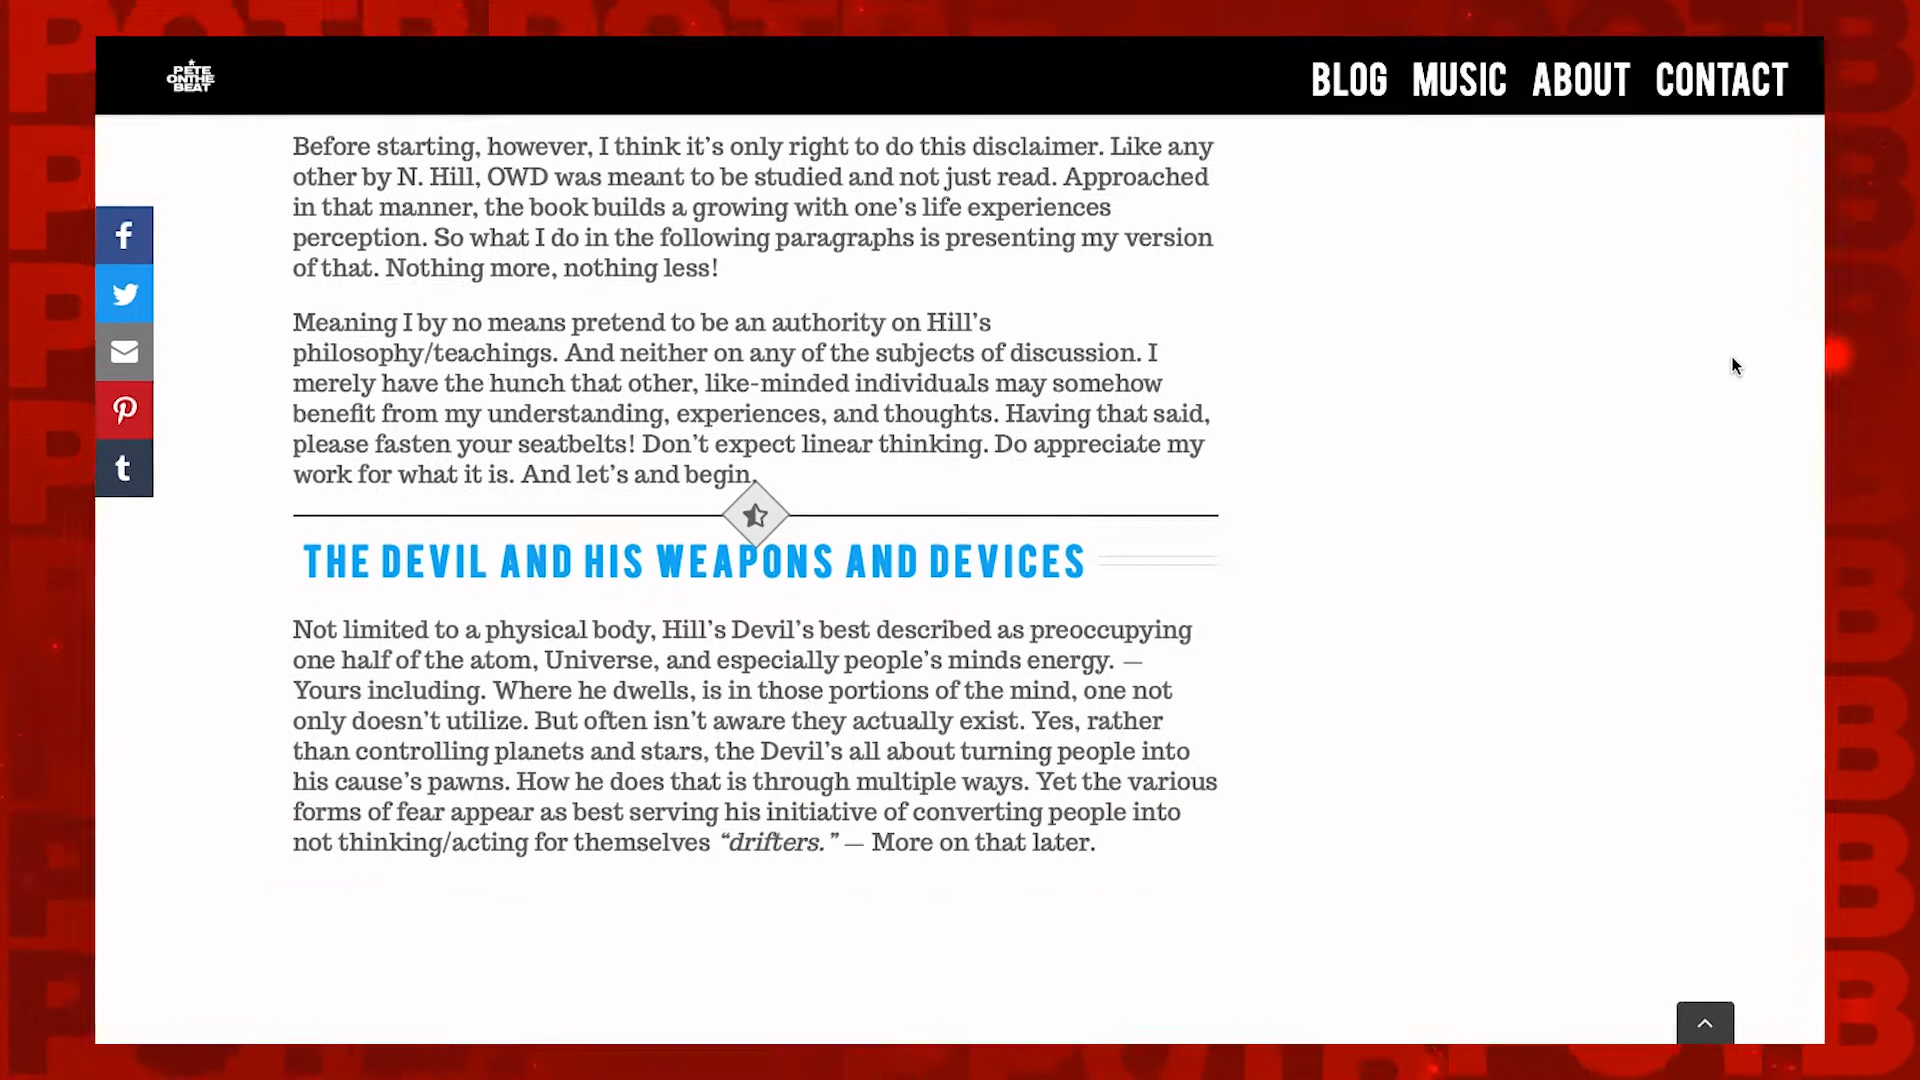 PETE
ONTHE
BEAT
BLOG MUSIC ABOUT CONTACT
Before starting, however, I think it’s only right to do this disclaimer. Like any
other by N. Hill, OWD was meant to be studied and not just read. Approached
in that manner, the book builds a growing with one’s life experiences
perception. So what I do in the following paragraphs is presenting my version
of that. Nothing more, nothing less!
Meaning I by no means pretend to be an authority on Hill’s
philosophy/teachings. And neither on any of the subjects of discussion. I
merely have the hunch that other, like-minded individuals may somehow
benefit from my understanding, experiences, and thoughts. Having that said,
please fasten your seatbelts! Don’t expect linear thinking. Do appreciate my
work for what it is. And let’s and begin.
THE DEVIL AND HIS WEAPONS AND DEVICES
Not limited to a physical body, Hill’s Devil’s best described as preoccupying
one half of the atom, Universe, and especially people’s minds energy. —
Yours including. Where he dwells, is in those portions of the mind, one not
only doesn’t utilize. But often isn’t aware they actually exist. Yes, rather
than controlling planets and stars, the Devil’s all about turning people into
his cause’s pawns. How he does that is through multiple ways. Yet the various
forms of fear appear as best serving his initiative of converting people into
not thinking/acting for themselves “drifters.” — More on that later.